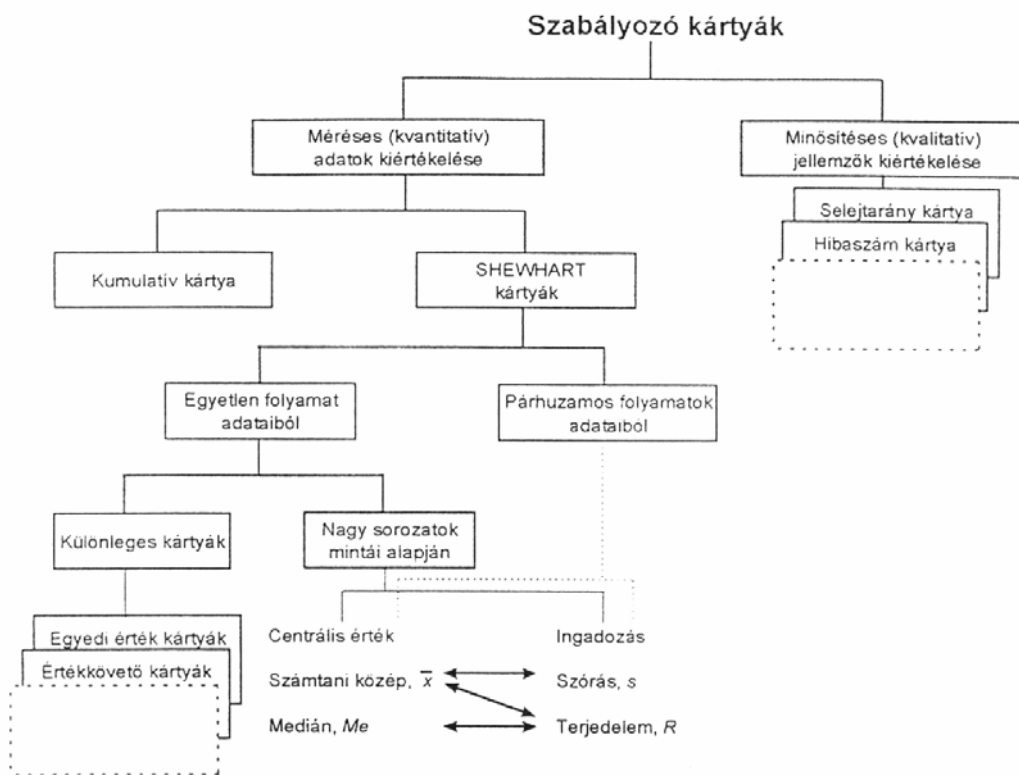 Szabályozó kártyák
Méréses (kvantitatív)
adatok kiértékelése
Minősítéses (kvalitatív)
jellemzők kiértékelése
Selejtarány kártya
Hibaszám kártya
Kumulatív kártya
SHEWHART
kártyák
Egyetlen folyamat
adataiból
Párhuzamos folyamatok
adataiból
Különleges kártyák
Nagy sorozatok
mintái alapján
Egyedi érték kártyák
Értékkövető kártyák
Centrális érték
Ingadozás
Számtani közép, x̅
Szórás, s
Medián, Me
Terjedelem, R